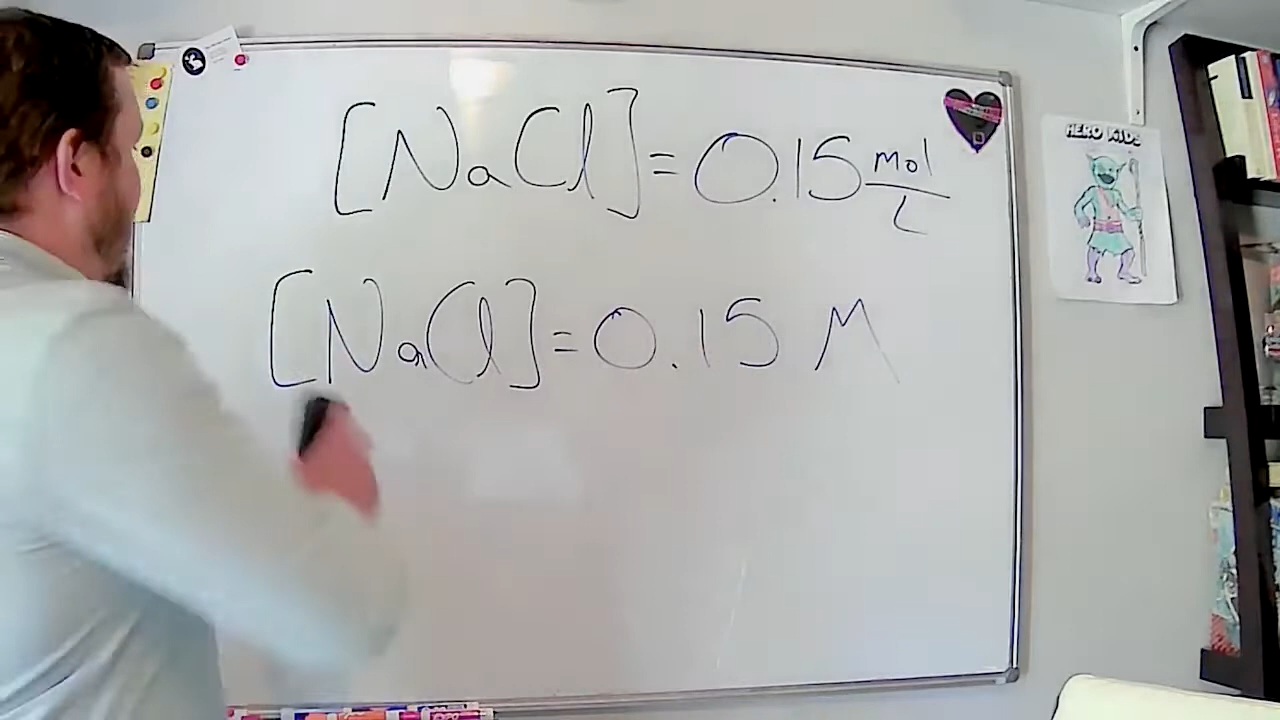 [NaCl] = 0.15 mol/L
[NaCl] = 0.15 M
HERO KIDS